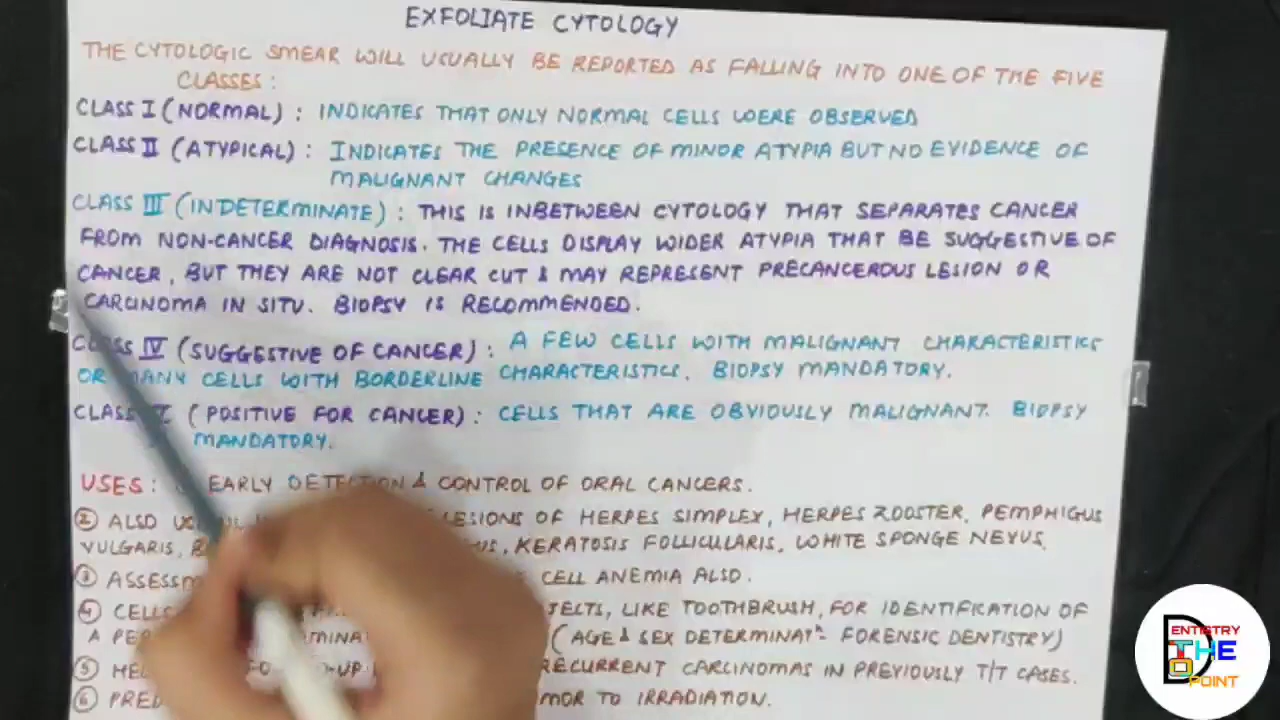 EXFOLIATE CYTOLOGY
THE CYTOLOGIC SMEAR WILL USUALLY BE REPORTED AS FALLING INTO ONE OF THE FIVE
CLASSES:
CLASS I (NORMAL) : INDICATES THAT ONLY NORMAL CELLS WERE OBSERVED
CLASS II (ATYPICAL) : INDICATES THE PRESENCE OF MINOR ATYPIA BUT NO EVIDENCE OF
MALIGNANT CHANGES
CLASS III (INDETERMINATE) : THIS IS INBETWEEN CYTOLOGY THAT SEPARATES CANCER
FROM NON-CANCER DIAGNOSIS. THE CELLS DISPLAY WIDER ATYPIA THAT BE SUGGESTIVE OF
CANCER, BUT THEY ARE NOT CLEAR CUT & MAY REPRESENT PRECANCEROUS LESION OR
CARCINOMA IN SITU. BIOPSY IS RECOMMENDED.
CLASS IV (SUGGESTIVE OF CANCER) : A FEW CELLS WITH MALIGNANT CHARACTERISTICS
OR MANY CELLS WITH BORDERLINE CHARACTERISTICS. BIOPSY MANDATORY.
CLASS (POSITIVE FOR CANCER) : CELLS THAT ARE OBVIOUSLY MALIGNANT. BIOPSY
MANDATORY.
USES : EARLY DETECTION & CONTROL OF ORAL CANCERS.
② ALSO LESIONS OF HERPES SIMPLEX, HERPES ZOOSTER, PEMPHIGUS
VULGARIS, KERATOSIS FOLLICULARIS, WHITE SPONGE NEVUS,
③ CELL ANEMIA ALSO.
④ CELLS LIKE TOOTHBRUSH, FOR IDENTIFICATION OF
A (AGE & SEX DETERMINATN FORENSIC DENTISTRY)
⑤ RECURRENT CARCINOMAS IN PREVIOUSLY T/T CASES.
⑥ TO IRRADIATION.
DENTISTRY
THE
POINT